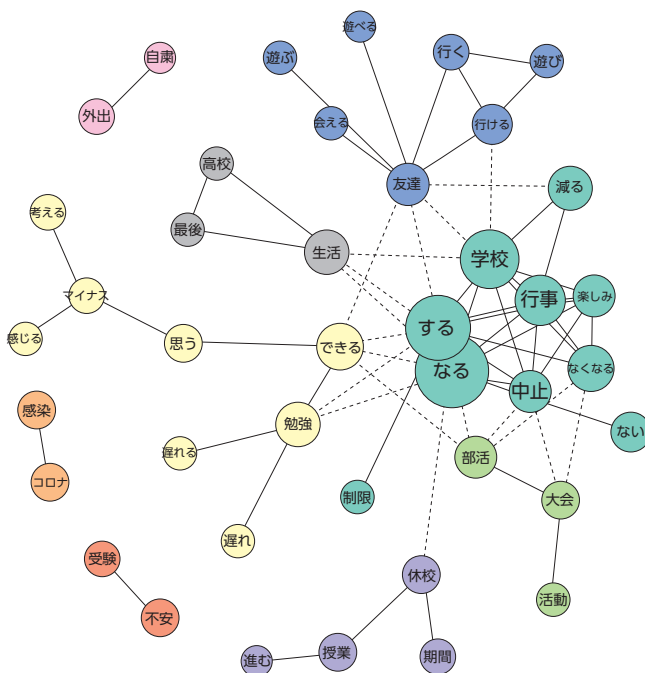 遊べる
自粛
遊ぶ
行く
遊び
外出
会える
行ける
高校
友達
減る
考える
最後
生活
学校
マイナス
行事
楽しみ
感じる
思う
できる
する
なる
なくなる
中止
感染
勉強
ない
遅れる
部活
コロナ
制限
大会
遅れ
受験
休校
活動
不安
進む
授業
期間